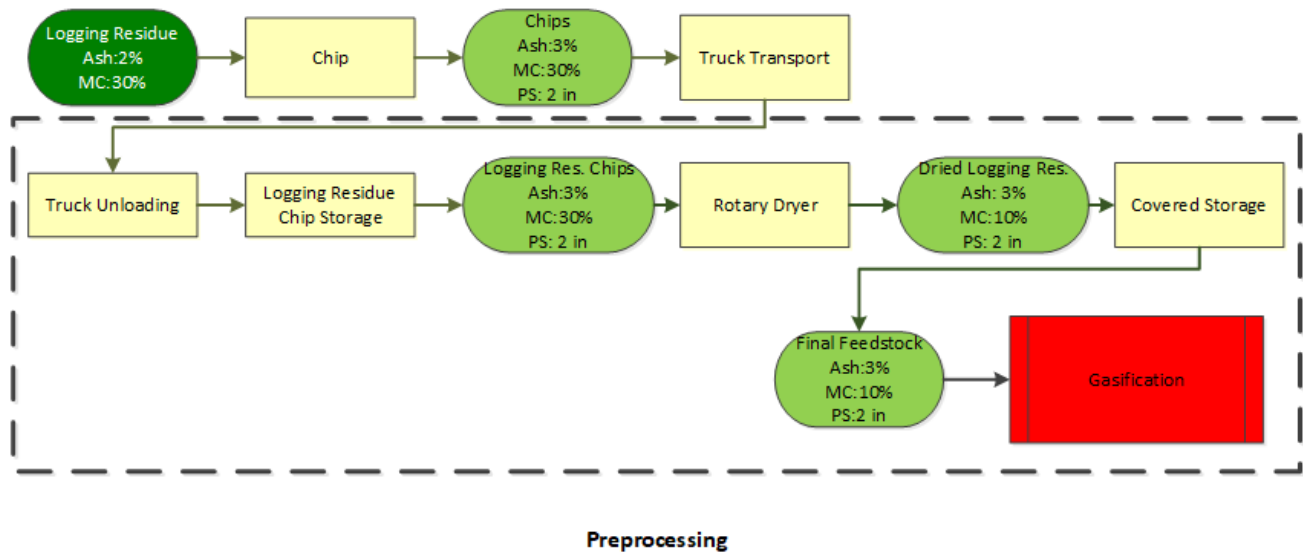 Logging Residue
Ash:2%
MC:30%
Chip
Chips
Ash:3%
MC:30%
PS: 2 in
Truck Transport
Truck Unloading
Logging Residue
Chip Storage
Logging Res. Chips
Ash:3%
MC:30%
PS: 2 in
Rotary Dryer
Dried Logging Res.
Ash: 3%
MC:10%
PS: 2 in
Covered Storage
Final Feedstock
Ash:3%
MC:10%
PS:2 in
Gasification
Preprocessing